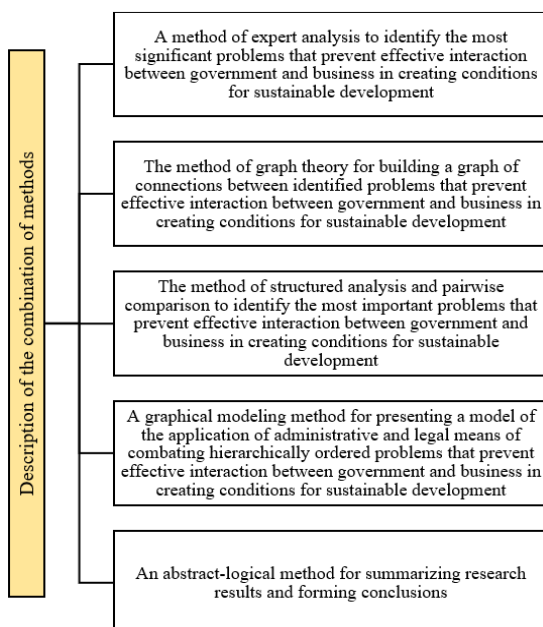 Description of the combination of methods
A method of expert analysis to identify the most
significant problems that prevent effective interaction
between government and business in creating conditions
for sustainable development
The method of graph theory for building a graph of
connections between identified problems that prevent
effective interaction between government and business in
creating conditions for sustainable development
The method of structured analysis and pairwise
comparison to identify the most important problems that
prevent effective interaction between government and
business in creating conditions for sustainable
development
A graphical modeling method for presenting a model of
the application of administrative and legal means of
combating hierarchically ordered problems that prevent
effective interaction between government and business in
creating conditions for sustainable development
An abstract-logical method for summarizing research
results and forming conclusions